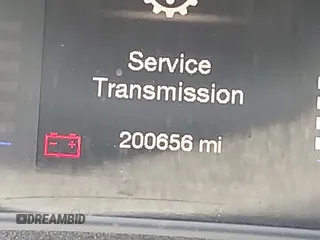 Service
Transmission
200656 mi
DREAMBID